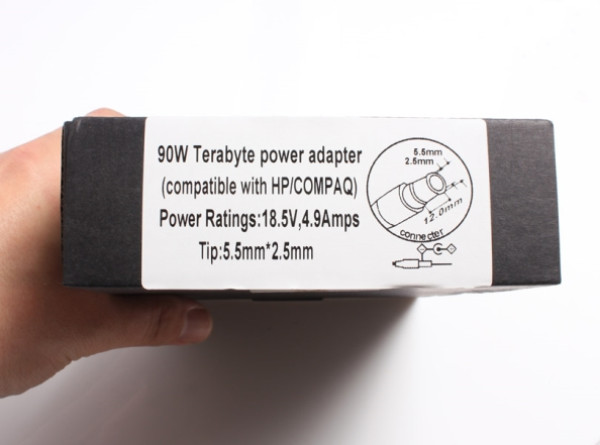 90W Terabyte power adapter
(compatible with HP/COMPAQ)
Power Ratings:18.5V,4.9Amps
Tip:5.5mm*2.5mm
5.5mm
2.5mm
12.0mm
connecter